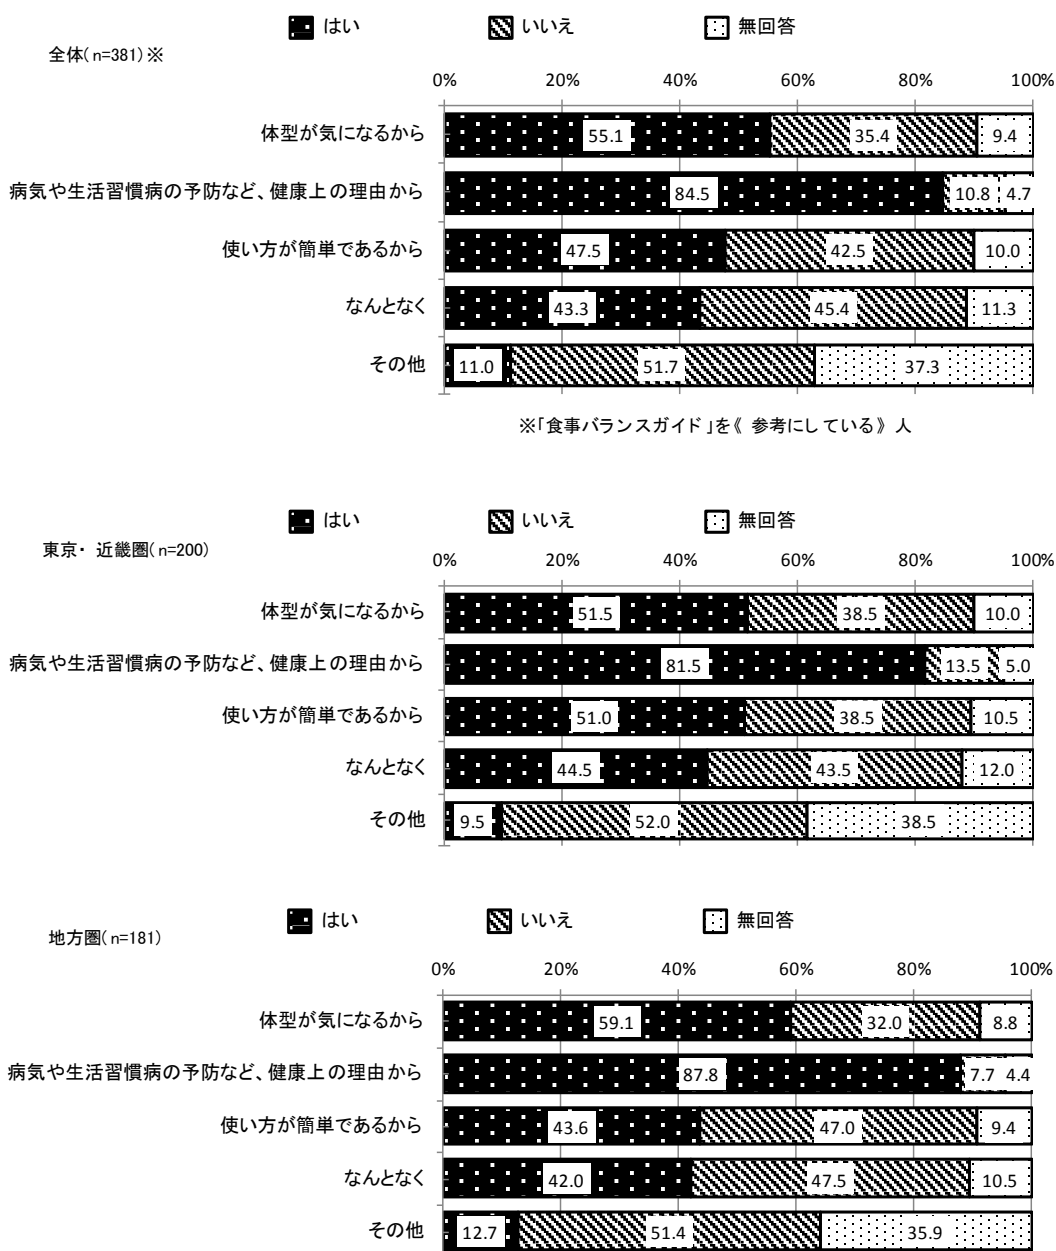 はい いいえ 無回答
全体(n=381)※
0% 20% 40% 60% 80% 100%
体型が気になるから 55.1 35.4 9.4
病気や生活習慣病の予防など、健康上の理由から 84.5 10.8 4.7
使い方が簡単であるから 47.5 42.5 10.0
なんとなく 43.3 45.4 11.3
その他 11.0 51.7 37.3
※「食事バランスガイド」を《参考にしている》人
はい いいえ 無回答
東京・近畿圏(n=200)
0% 20% 40% 60% 80% 100%
体型が気になるから 51.5 38.5 10.0
病気や生活習慣病の予防など、健康上の理由から 81.5 13.5 5.0
使い方が簡単であるから 51.0 38.5 10.5
なんとなく 44.5 43.5 12.0
その他 9.5 52.0 38.5
はい いいえ 無回答
地方圏(n=181)
0% 20% 40% 60% 80% 100%
体型が気になるから 59.1 32.0 8.8
病気や生活習慣病の予防など、健康上の理由から 87.8 7.7 4.4
使い方が簡単であるから 43.6 47.0 9.4
なんとなく 42.0 47.5 10.5
その他 12.7 51.4 35.9